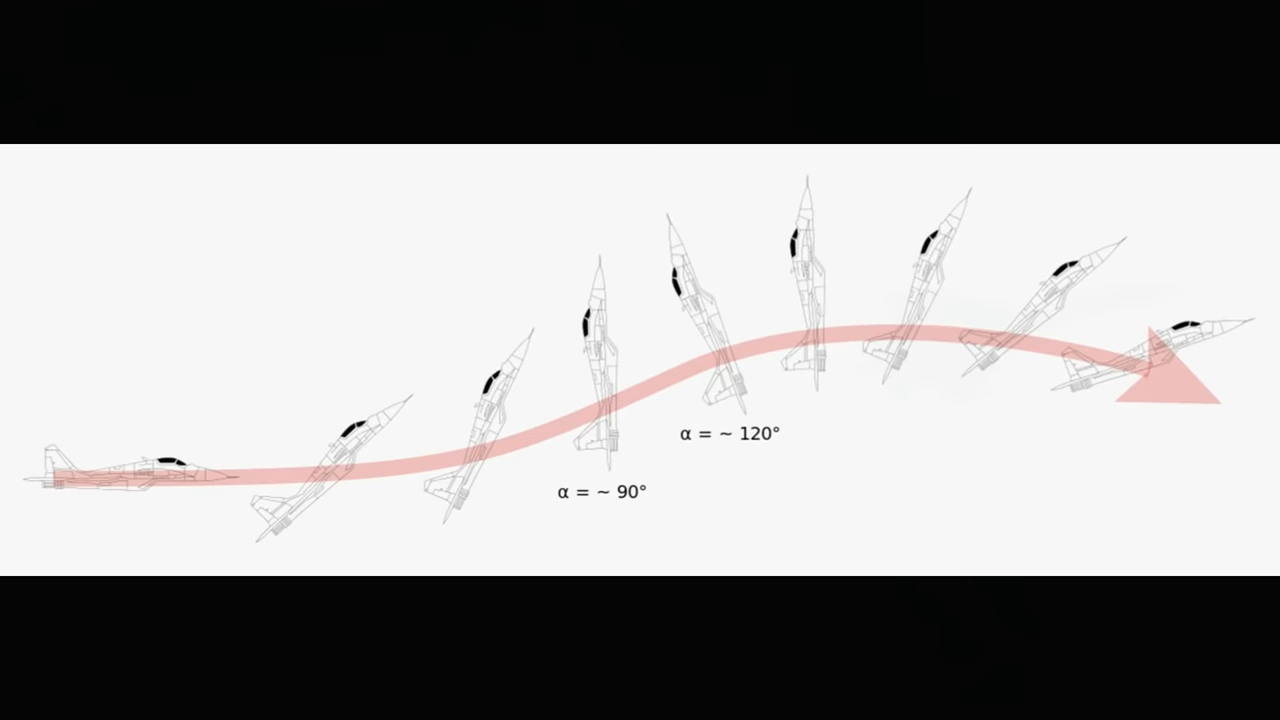 α = ~ 120°
α = ~ 90°